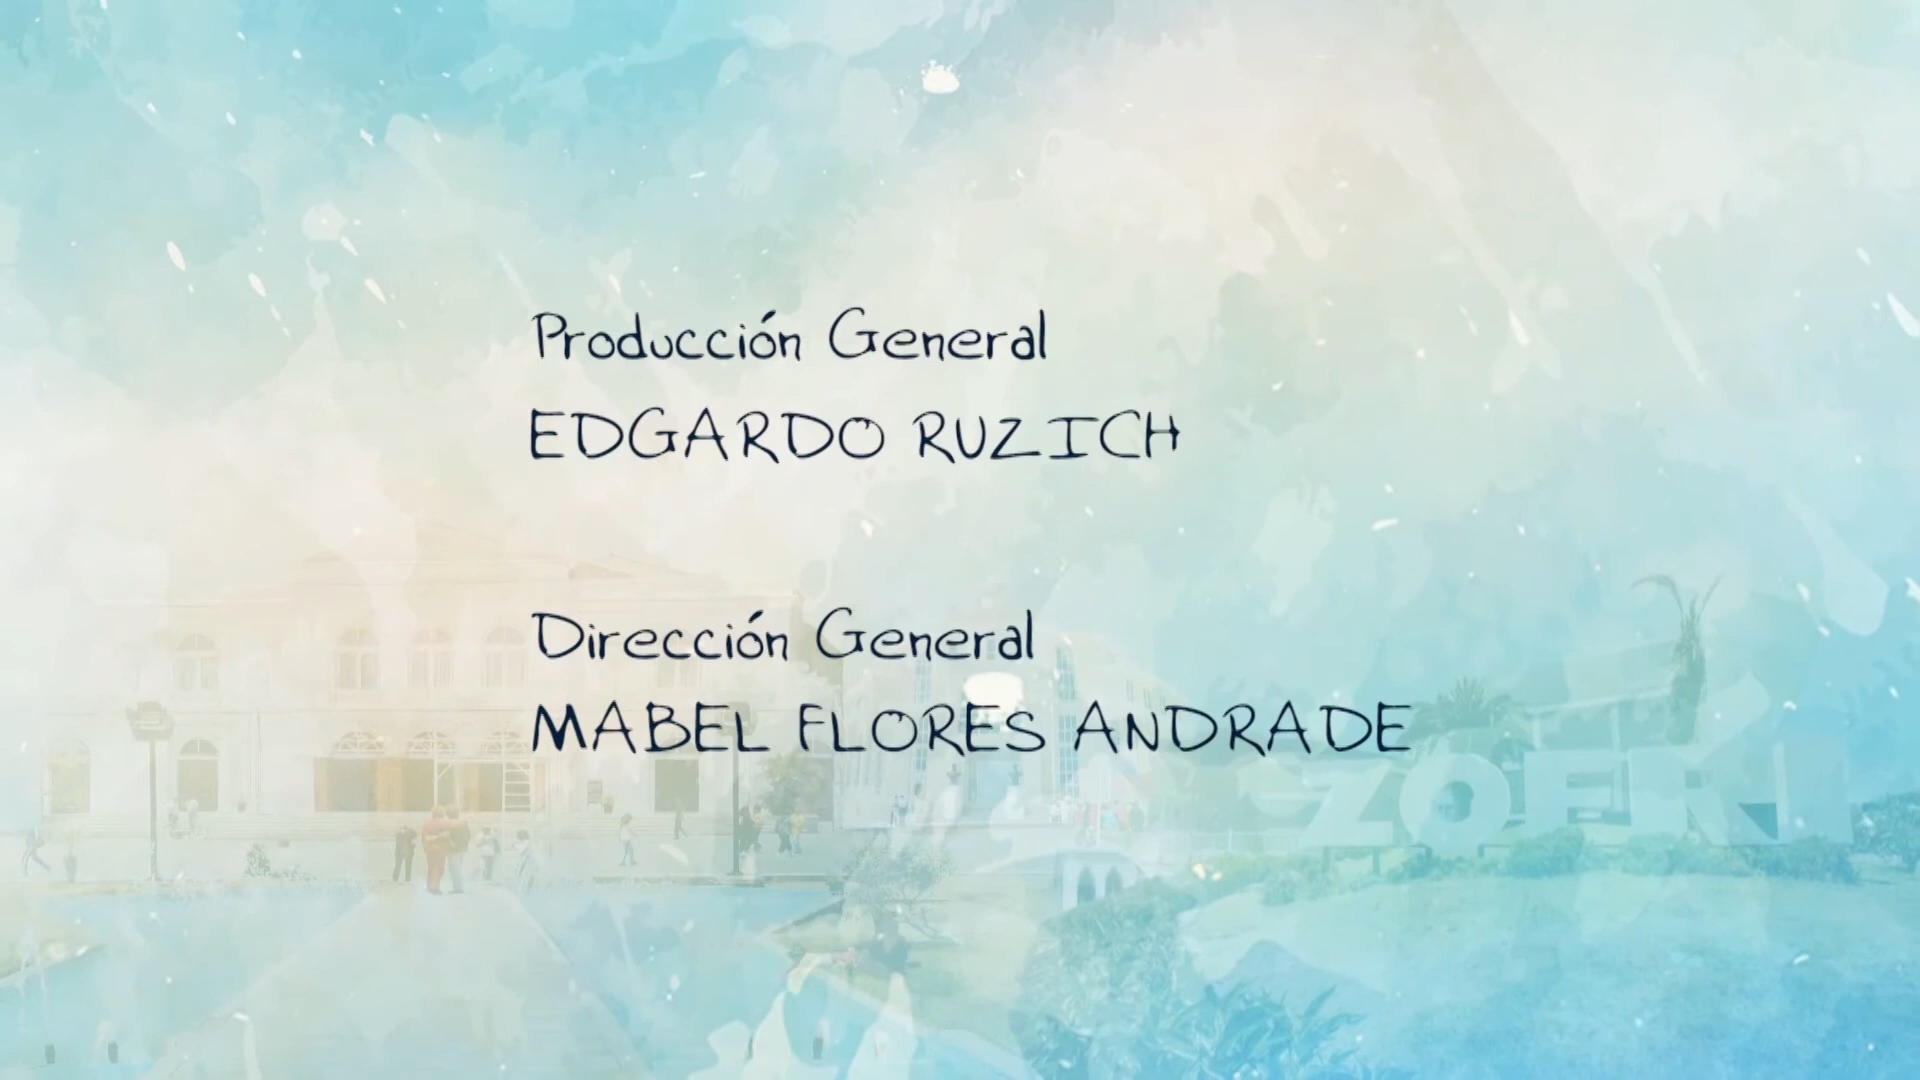 Producción General
EDGARDO RUZICH
Dirección General
MABEL FLORES ANDRADE